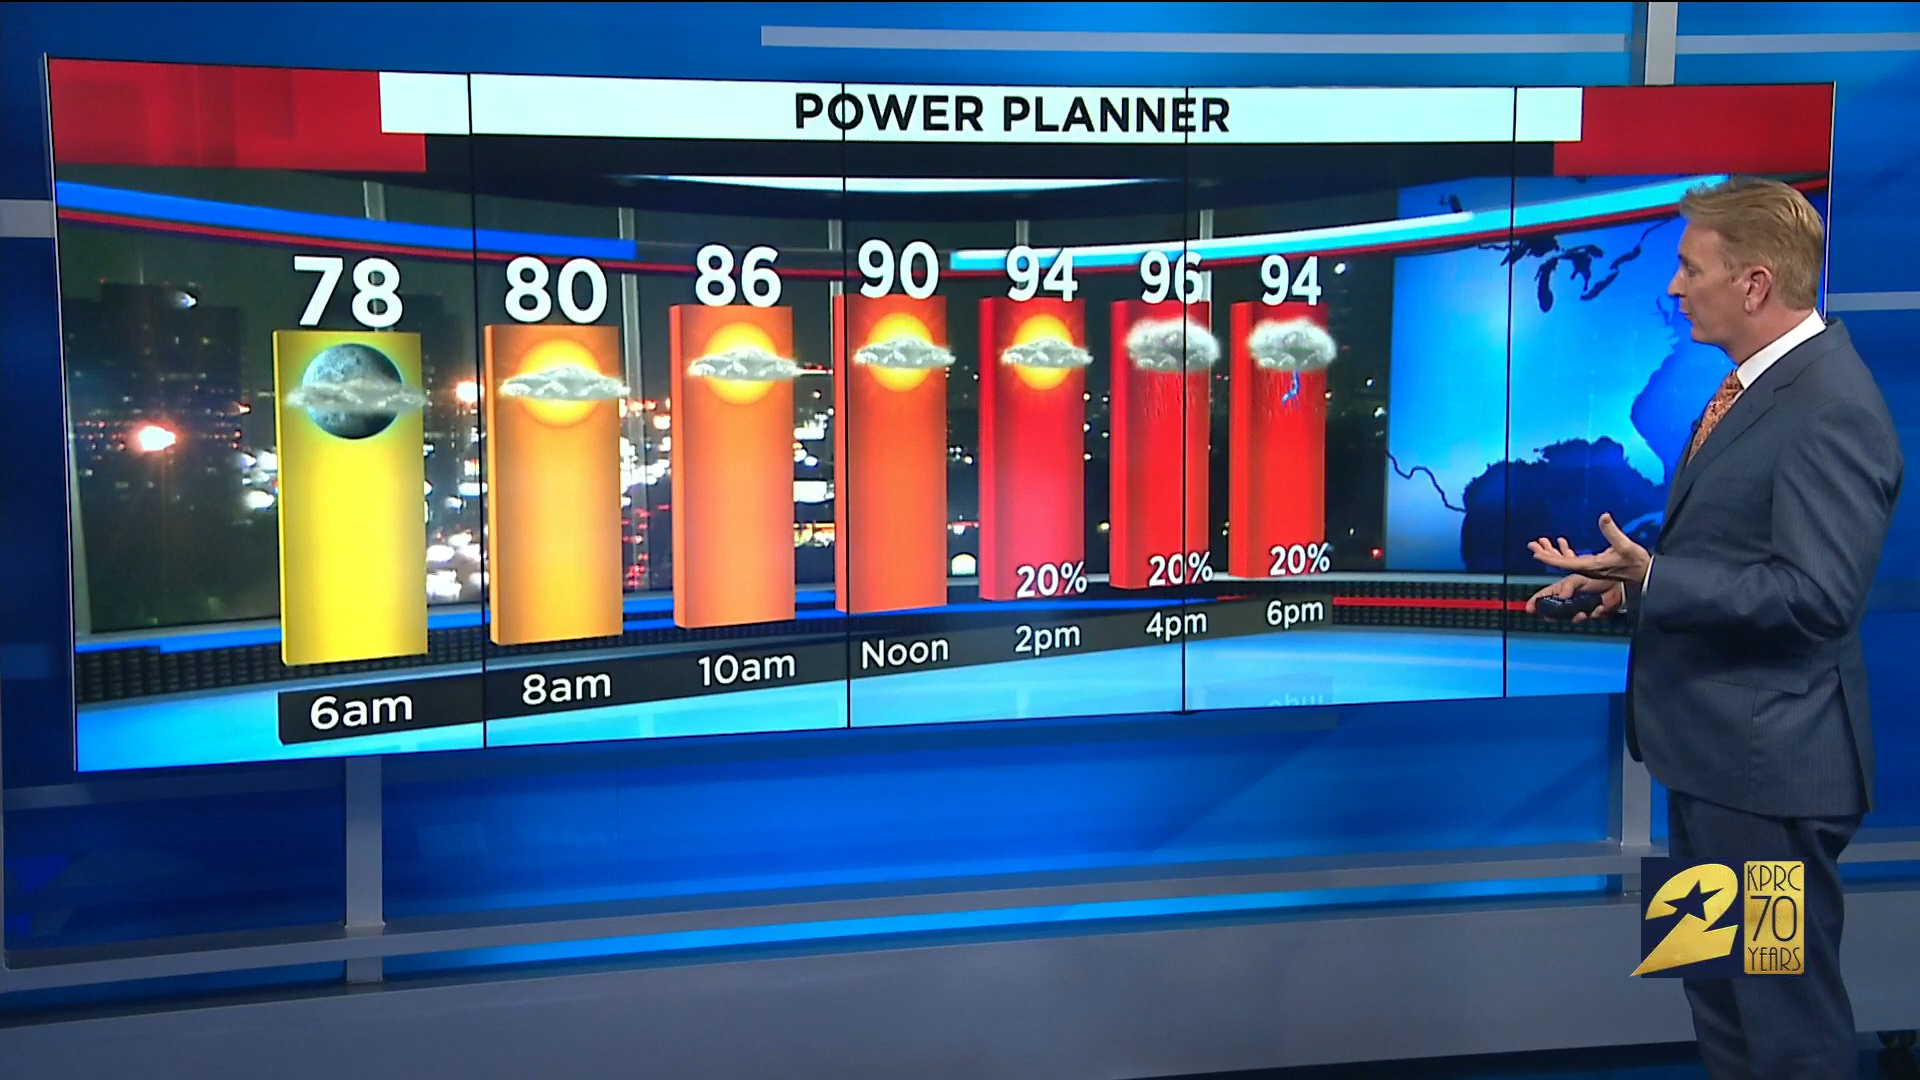 POWER PLANNER
78 80 86 90 94 96 94
20% 20% 20%
6am 8am 10am Noon 2pm 4pm 6pm
2 KPRC
70
YEARS